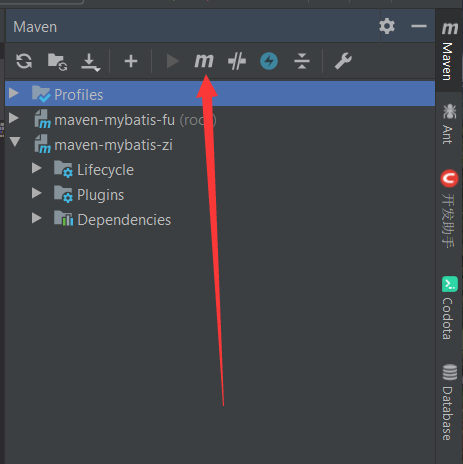 Maven
m
Profiles
maven-mybatis-fu (root)
maven-mybatis-zi
Lifecycle
Plugins
Dependencies
m
Maven
Ant
开发助手
Codota
Database